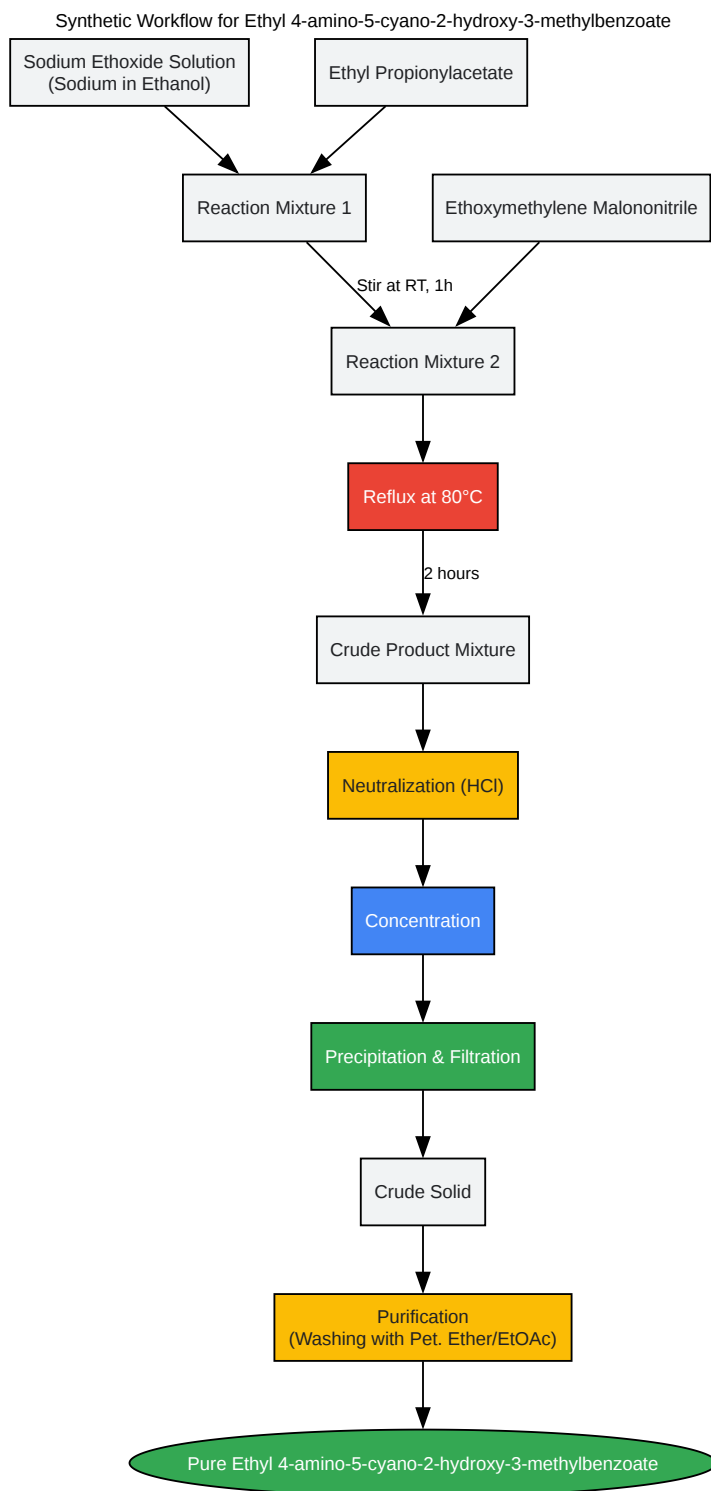 Synthetic Workflow for Ethyl 4-amino-5-cyano-2-hydroxy-3-methylbenzoate
Sodium Ethoxide Solution
(Sodium in Ethanol)
Ethyl Propionylacetate
Reaction Mixture 1
Ethoxymethylene Malononitrile
Stir at RT, 1h
Reaction Mixture 2
Reflux at 80°C
2 hours
Crude Product Mixture
Neutralization (HCl)
Concentration
Precipitation & Filtration
Crude Solid
Purification
(Washing with Pet. Ether/EtOAc)
Pure Ethyl 4-amino-5-cyano-2-hydroxy-3-methylbenzoate